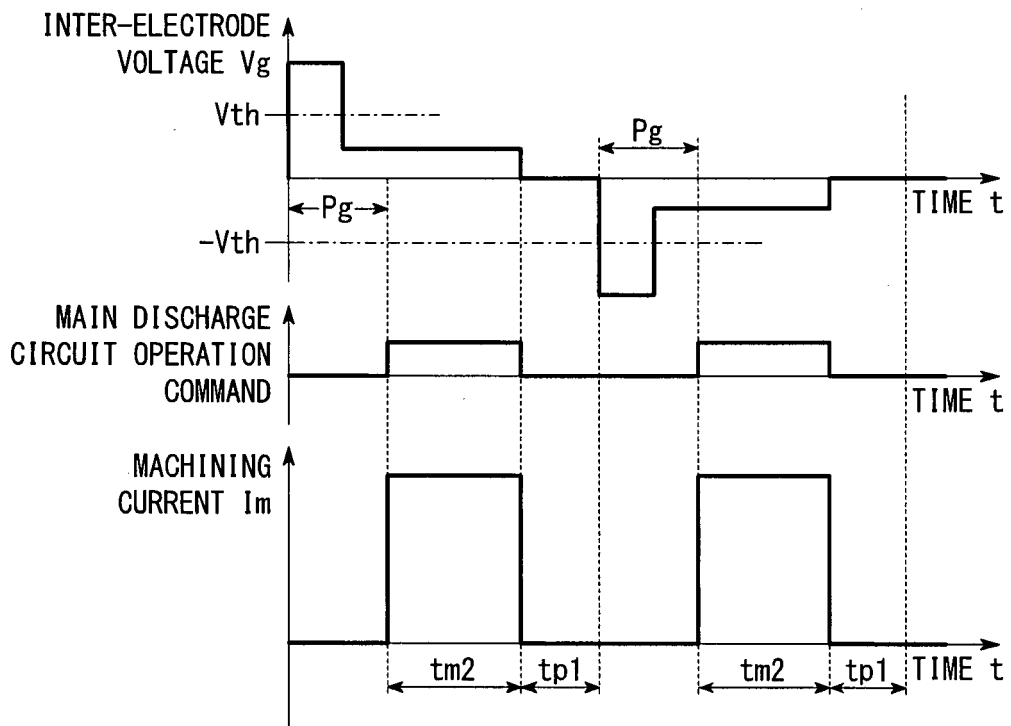 INTER-ELECTRODE
VOLTAGE Vg
Vth
Pg
TIME t
Pg
-Vth
MAIN DISCHARGE
CIRCUIT OPERATION
COMMAND
TIME t
MACHINING
CURRENT Im
TIME t
tm2 tp1 tm2 tp1